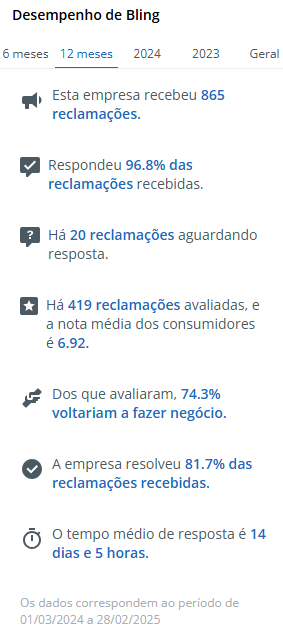 Desempenho de Bling
6 meses 12 meses 2024 2023 Geral
Esta empresa recebeu 865
reclamações.
Respondeu 96.8% das
reclamações recebidas.
Há 20 reclamações aguardando
resposta.
Há 419 reclamações avaliadas, e
a nota média dos consumidores
é 6.92.
Dos que avaliaram, 74.3%
voltariam a fazer negócio.
A empresa resolveu 81.7% das
reclamações recebidas.
O tempo médio de resposta é 14
dias e 5 horas.
Os dados correspondem ao período de
01/03/2024 a 28/02/2025